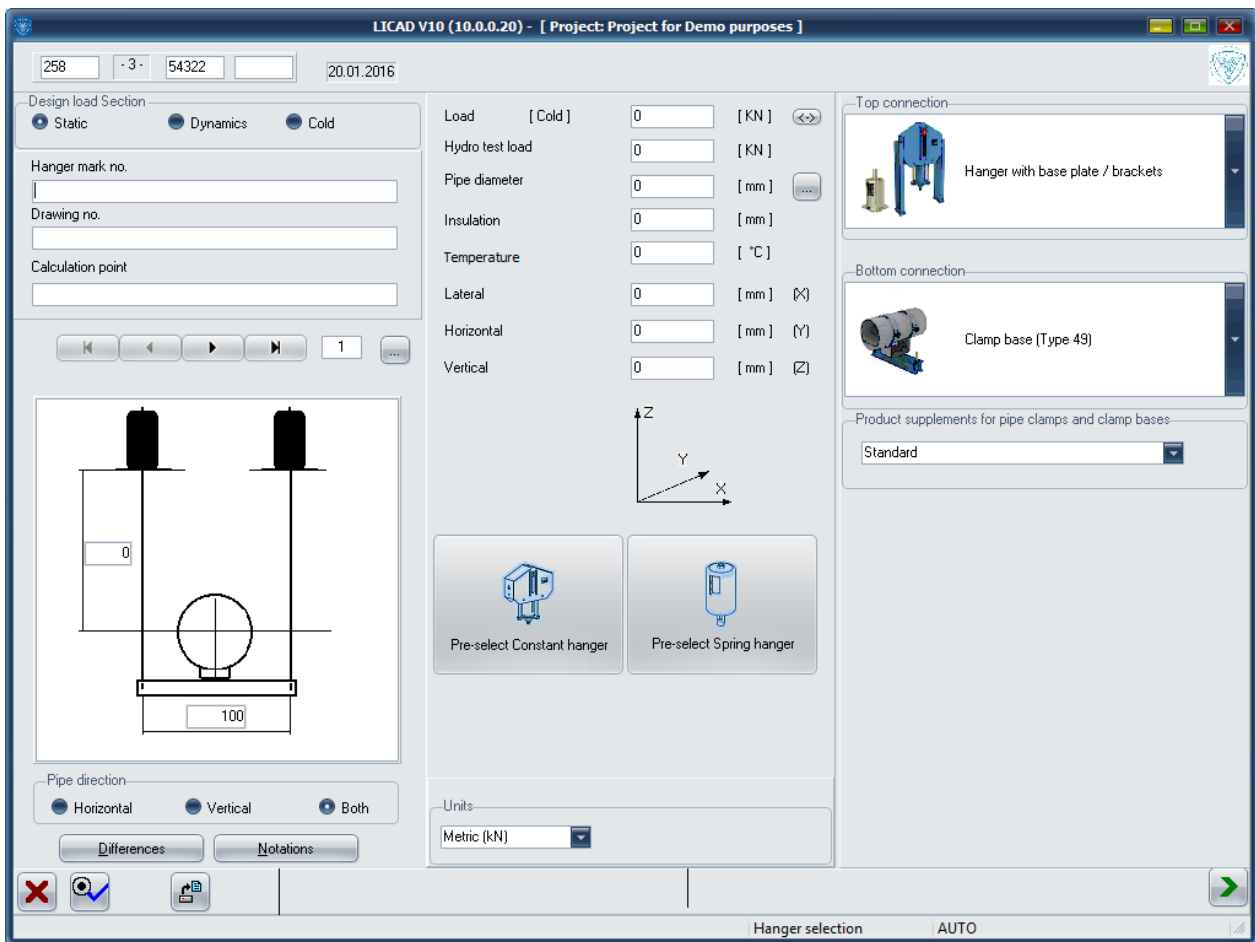 LICAD V10 (10.0.0.20) - [ Project: Project for Demo purposes ]
258 - 3 - 54322 20.01.2016
Design load Section
Static Dynamics Cold
Hanger mark no.
Drawing no.
Calculation point
1 ...
0
100
Pipe direction
Horizontal Vertical Both
Differences Notations
Load [ Cold ] 0 [ KN ] <->
Hydro test load 0 [ KN ]
Pipe diameter 0 [ mm ] ...
Insulation 0 [ mm ]
Temperature 0 [ °C ]
Lateral 0 [ mm ] (X)
Horizontal 0 [ mm ] (Y)
Vertical 0 [ mm ] (Z)
Z
Y
X
Pre-select Constant hanger Pre-select Spring hanger
Units
Metric (kN)
Top connection
Hanger with base plate / brackets
Bottom connection
Clamp base (Type 49)
Product supplements for pipe clamps and clamp bases
Standard
Hanger selection AUTO